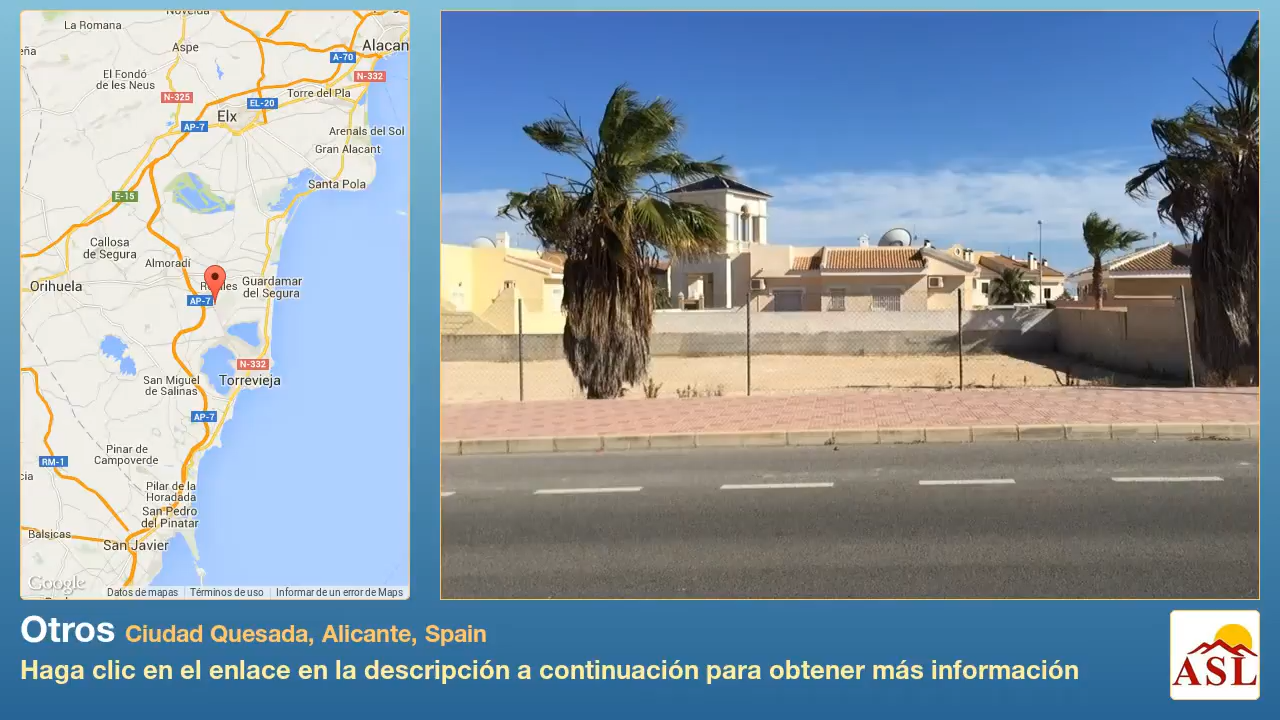 Novelda
La Romana
Alacan
Aspe
eña
A-70
N-332
El Fondó
de les Neus
N-325
EL-20
Torre del Pla
Elx
AP-7
Arenals del Sol
Gran Alacant
Santa Pola
E-15
Callosa
de Segura
Almoradí
Orihuela
Guardamar
del Segura
AP-7
N-332
San Miguel
de Salinas
Torrevieja
AP-7
Pinar de
Campoverde
RM-1
cia
Pilar de la
Horadada
San Pedro
del Pinatar
Balsicas
San Javier
Google
Datos de mapas
Términos de uso
Informar de un error de Maps
Otros Ciudad Quesada, Alicante, Spain
Haga clic en el enlace en la descripción a continuación para obtener más información
ASL